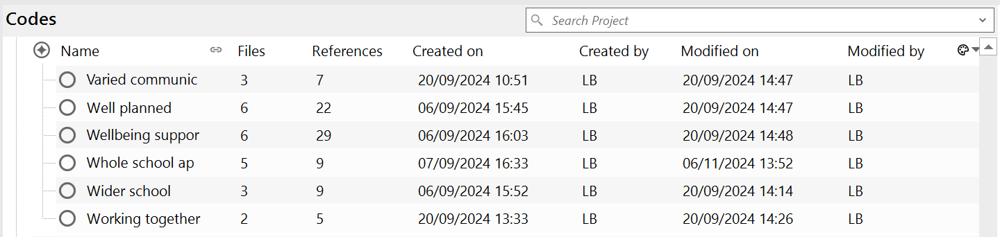 Codes
Search Project
Name Files References Created on Created by Modified on Modified by
Varied communic 3 7 20/09/2024 10:51 LB 20/09/2024 14:47 LB
Well planned 6 22 06/09/2024 15:45 LB 20/09/2024 14:47 LB
Wellbeing suppor 6 29 06/09/2024 16:03 LB 20/09/2024 14:48 LB
Whole school ap 5 9 07/09/2024 16:33 LB 06/11/2024 13:52 LB
Wider school 3 9 06/09/2024 15:52 LB 20/09/2024 14:14 LB
Working together 2 5 20/09/2024 13:33 LB 20/09/2024 14:26 LB